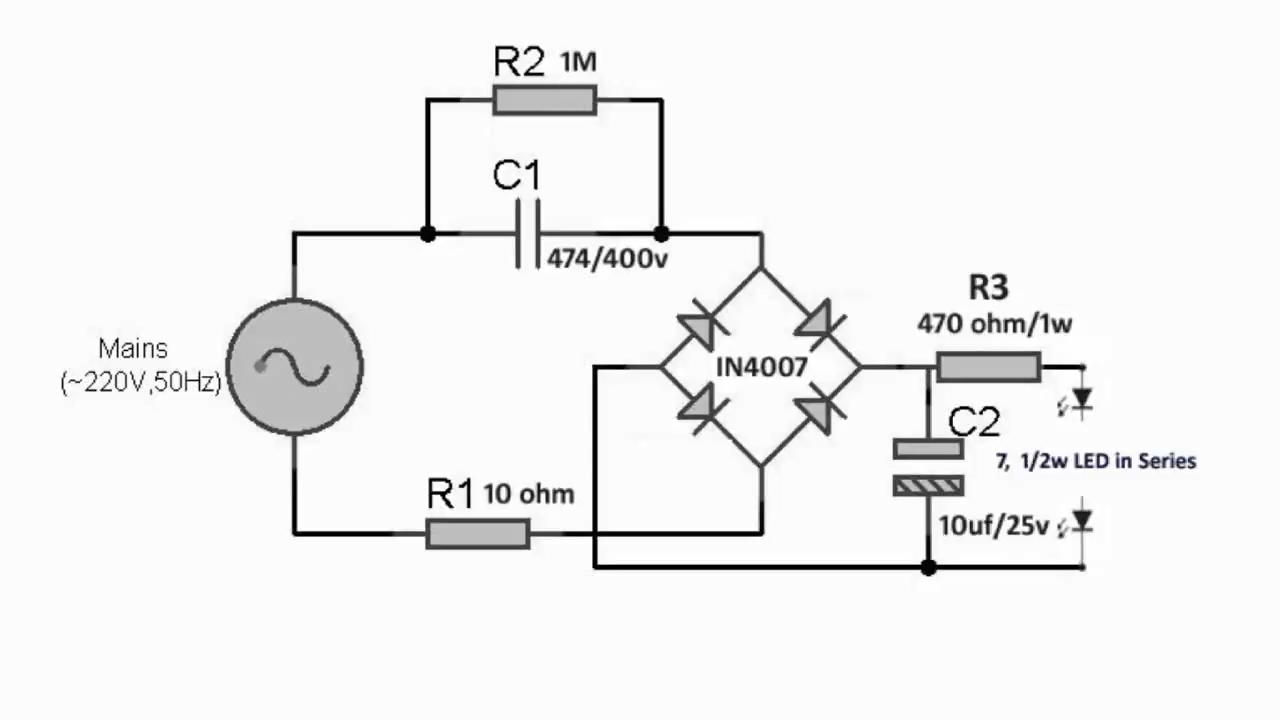 R2 1M
C1
474/400v
R3
470 ohm/1w
Mains
(~220V,50Hz)
IN4007
C2
7, 1/2w LED in Series
R1 10 ohm
10uf/25v